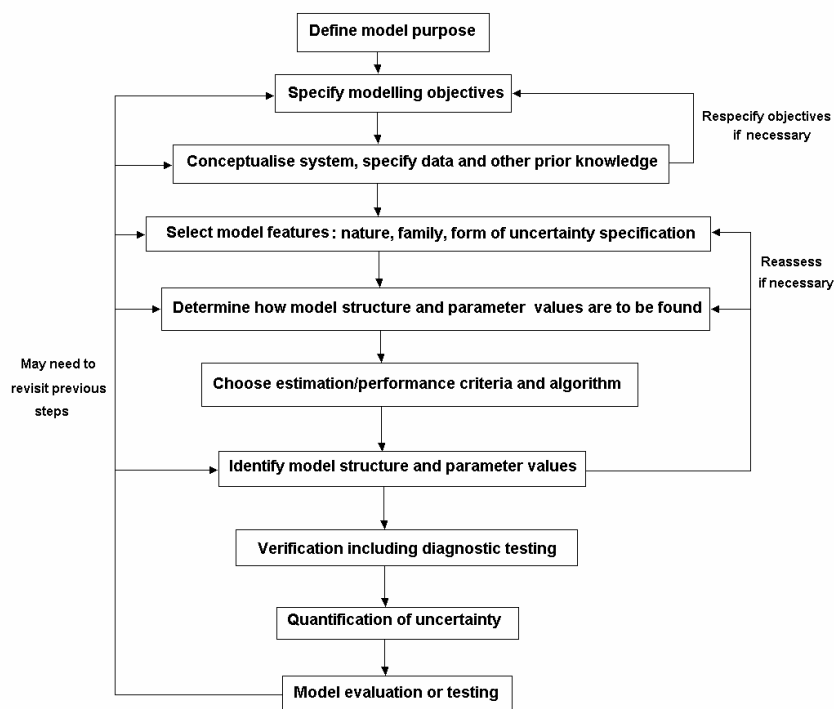 Define model purpose
Specify modelling objectives
Respecify objectives
if necessary
Conceptualise system, specify data and other prior knowledge
Select model features: nature, family, form of uncertainty specification
Reassess
if necessary
Determine how model structure and parameter values are to be found
May need to
revisit previous
steps
Choose estimation/performance criteria and algorithm
Identify model structure and parameter values
Verification including diagnostic testing
Quantification of uncertainty
Model evaluation or testing